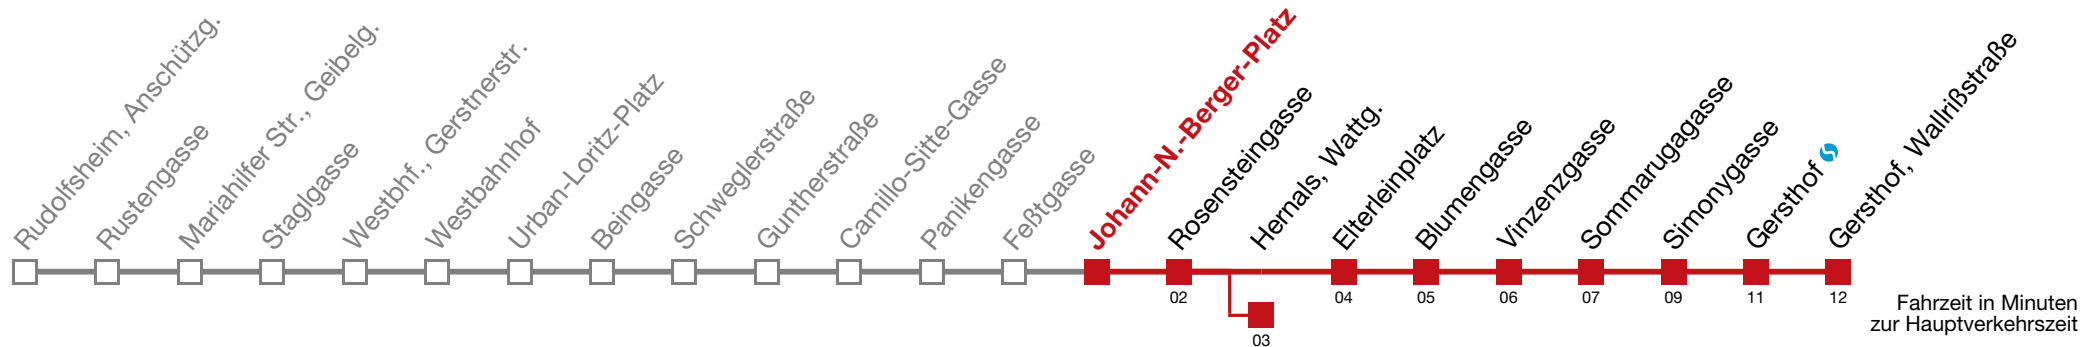 Rudolfsheim, Anschützg.
Rustengasse
Mariahilfer Str., Geibelg.
Staglgasse
Westbhf., Gerstnerstr.
Westbahnhof
Urban-Loritz-Platz
Beingasse
Schweglerstraße
Guntherstraße
Camillo-Sitte-Gasse
Panikengasse
Feßtgasse
Johann-N.-Berger-Platz
Rosensteingasse
Hernals, Wattg.
Elterleinplatz
Blumengasse
Vinzenzgasse
Sommarugagasse
Simonygasse
Gersthof
Gersthof, Wallrißstraße
02
04
05
06
07
09
11
12
03
Fahrzeit in Minuten
zur Hauptverkehrszeit